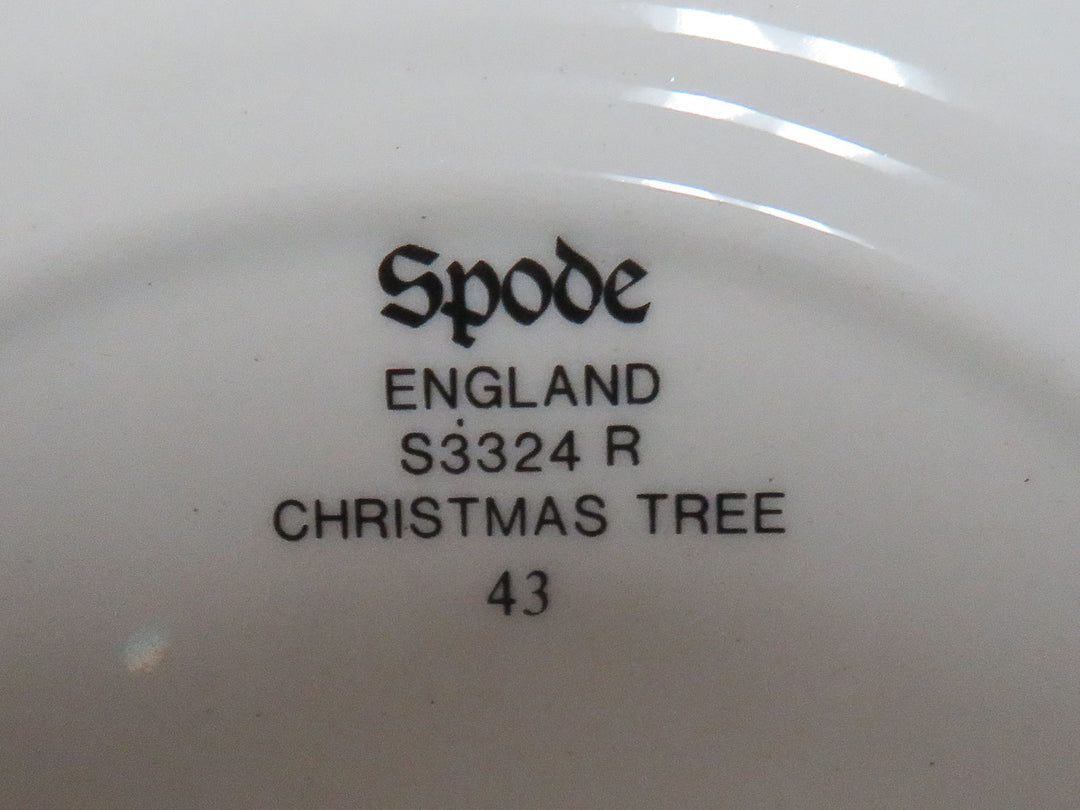 Spode
ENGLAND
S3324 R
CHRISTMAS TREE
43